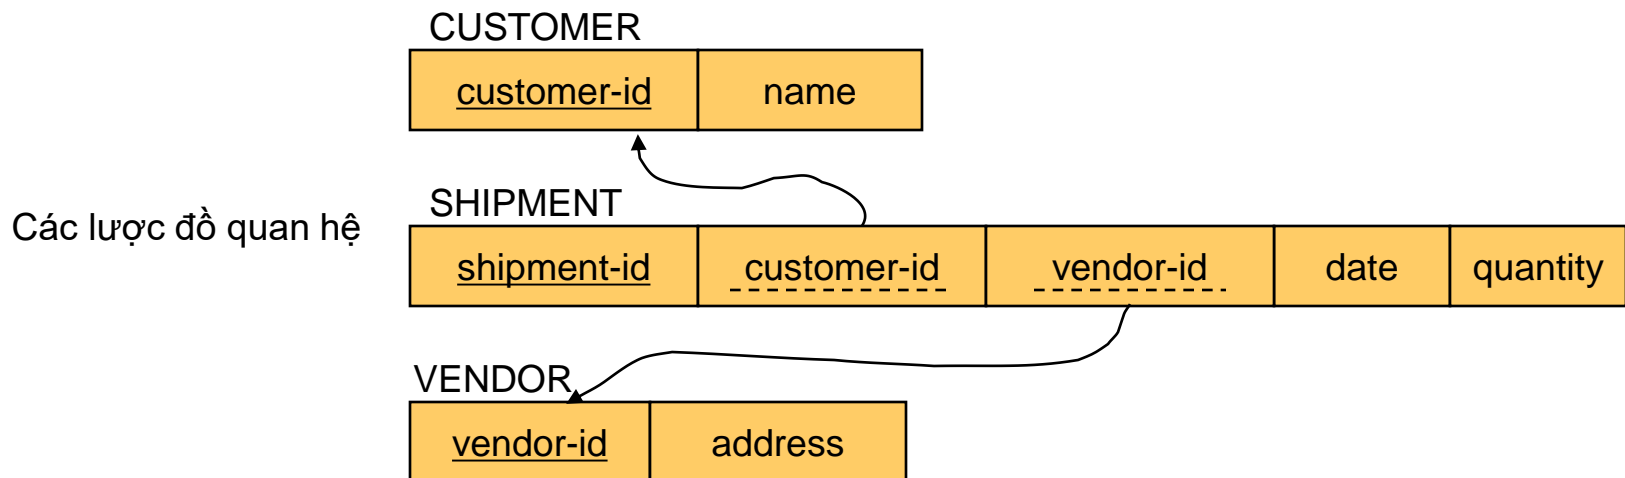 CUSTOMER
customer-id name
Các lược đồ quan hệ
SHIPMENT
shipment-id customer-id vendor-id date quantity
VENDOR
vendor-id address